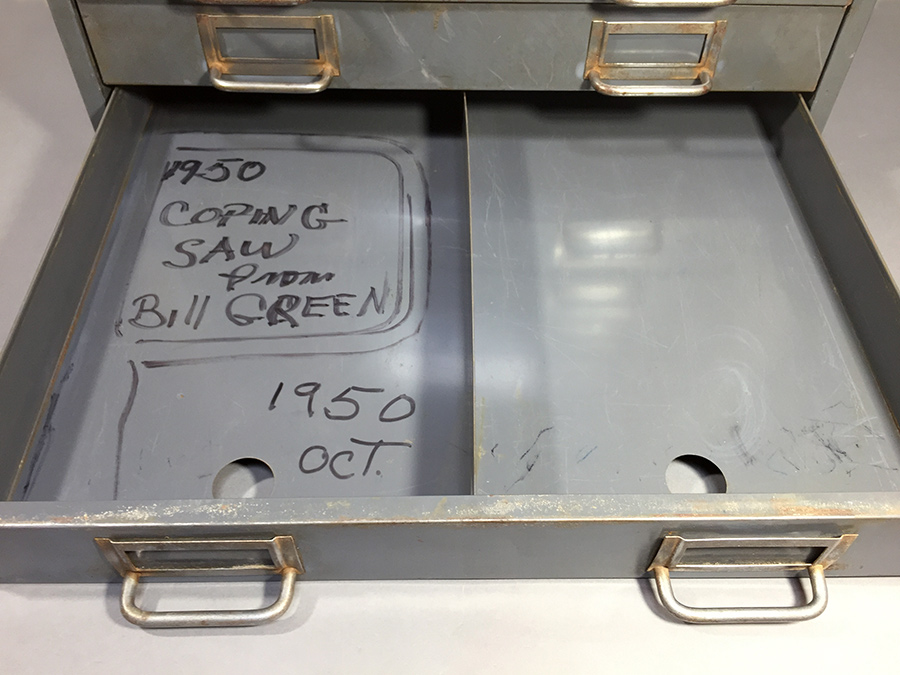 1950
COPING
SAW
from
Bill GREEN
1950
OCT.